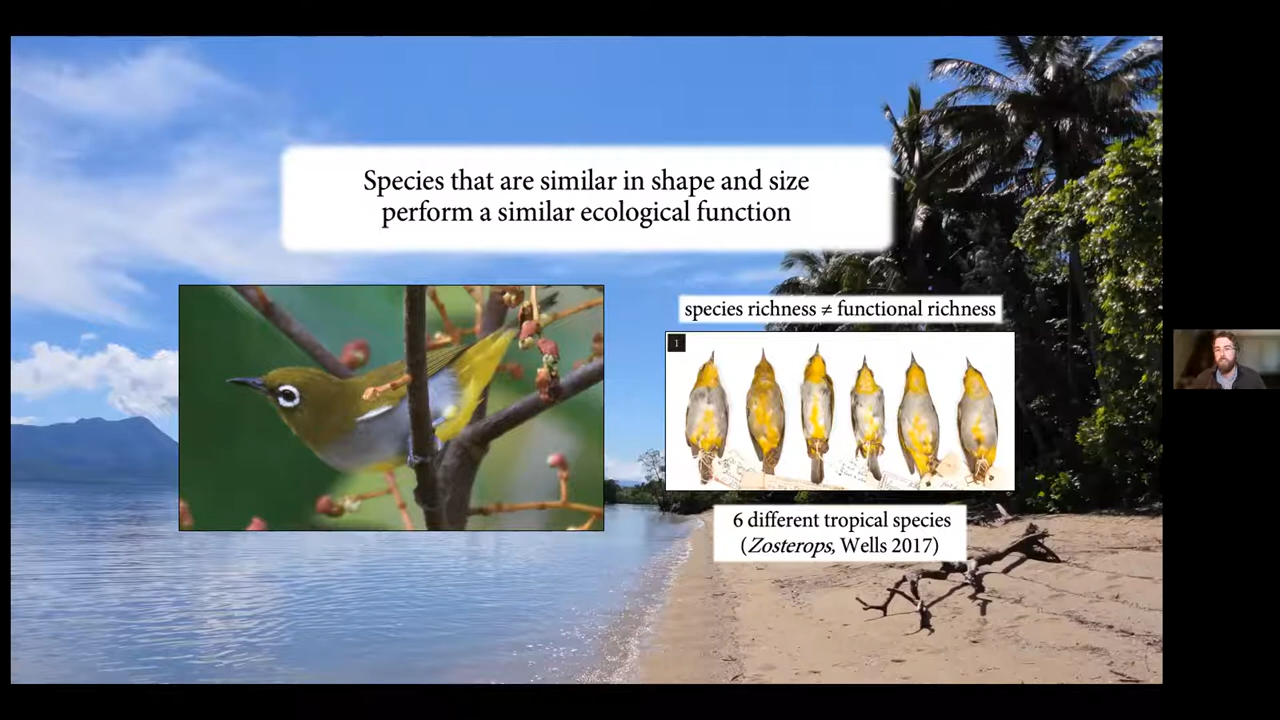 Species that are similar in shape and size
perform a similar ecological function
species richness ≠ functional richness
1
6 different tropical species
(Zosterops, Wells 2017)